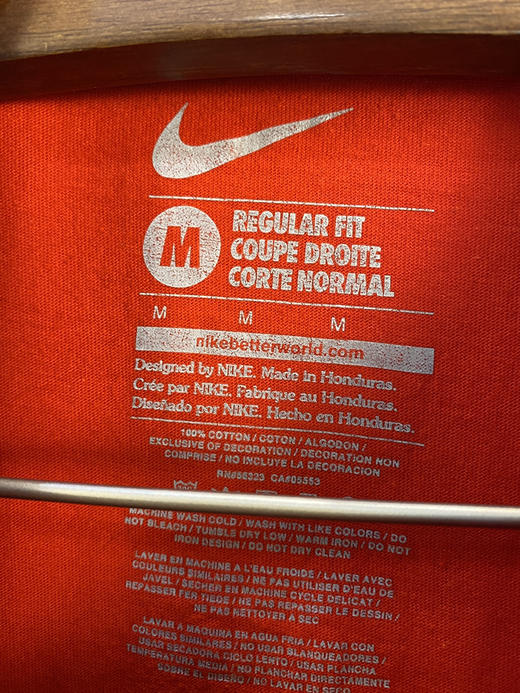 M
REGULAR FIT
COUPE DROITE
CORTE NORMAL
M M M
nikebetterworld.com
Designed by NIKE. Made in Honduras.
Crée par NIKE. Fabrique au Honduras.
Diseñado por NIKE. Hecho en Honduras.
100% COTTON / COTON / ALGODON /
EXCLUSIVE OF DECORATION / DECORATION NON
COMPRISE / NO INCLUYE LA DECORACION
RN#56323 CA#05553
MACHINE WASH COLD / WASH WITH LIKE COLORS / DO
NOT BLEACH / TUMBLE DRY LOW / WARM IRON / DO NOT
IRON DESIGN / DO NOT DRY CLEAN
LAVER EN MACHINE A L'EAU FROIDE / LAVER AVEC
COULEURS SIMILAIRES / NE PAS UTILISER D'EAU DE
JAVEL / SECHER EN MACHINE CYCLE DELICAT /
REPASSER FER TIEDE / NE PAS REPASSER LE DESSIN /
NE PAS NETTOYER A SEC
LAVAR A MAQUINA EN AGUA FRIA / LAVAR CON
COLORES SIMILARES / NO USAR BLANQUEADORES /
USAR SECADORA CICLO LENTO / USAR PLANCHA
TEMPERATURA MEDIA / NO PLANCHAR DIRECTAMENTE
SOBRE EL DISEÑO / NO LAVAR EN SECO